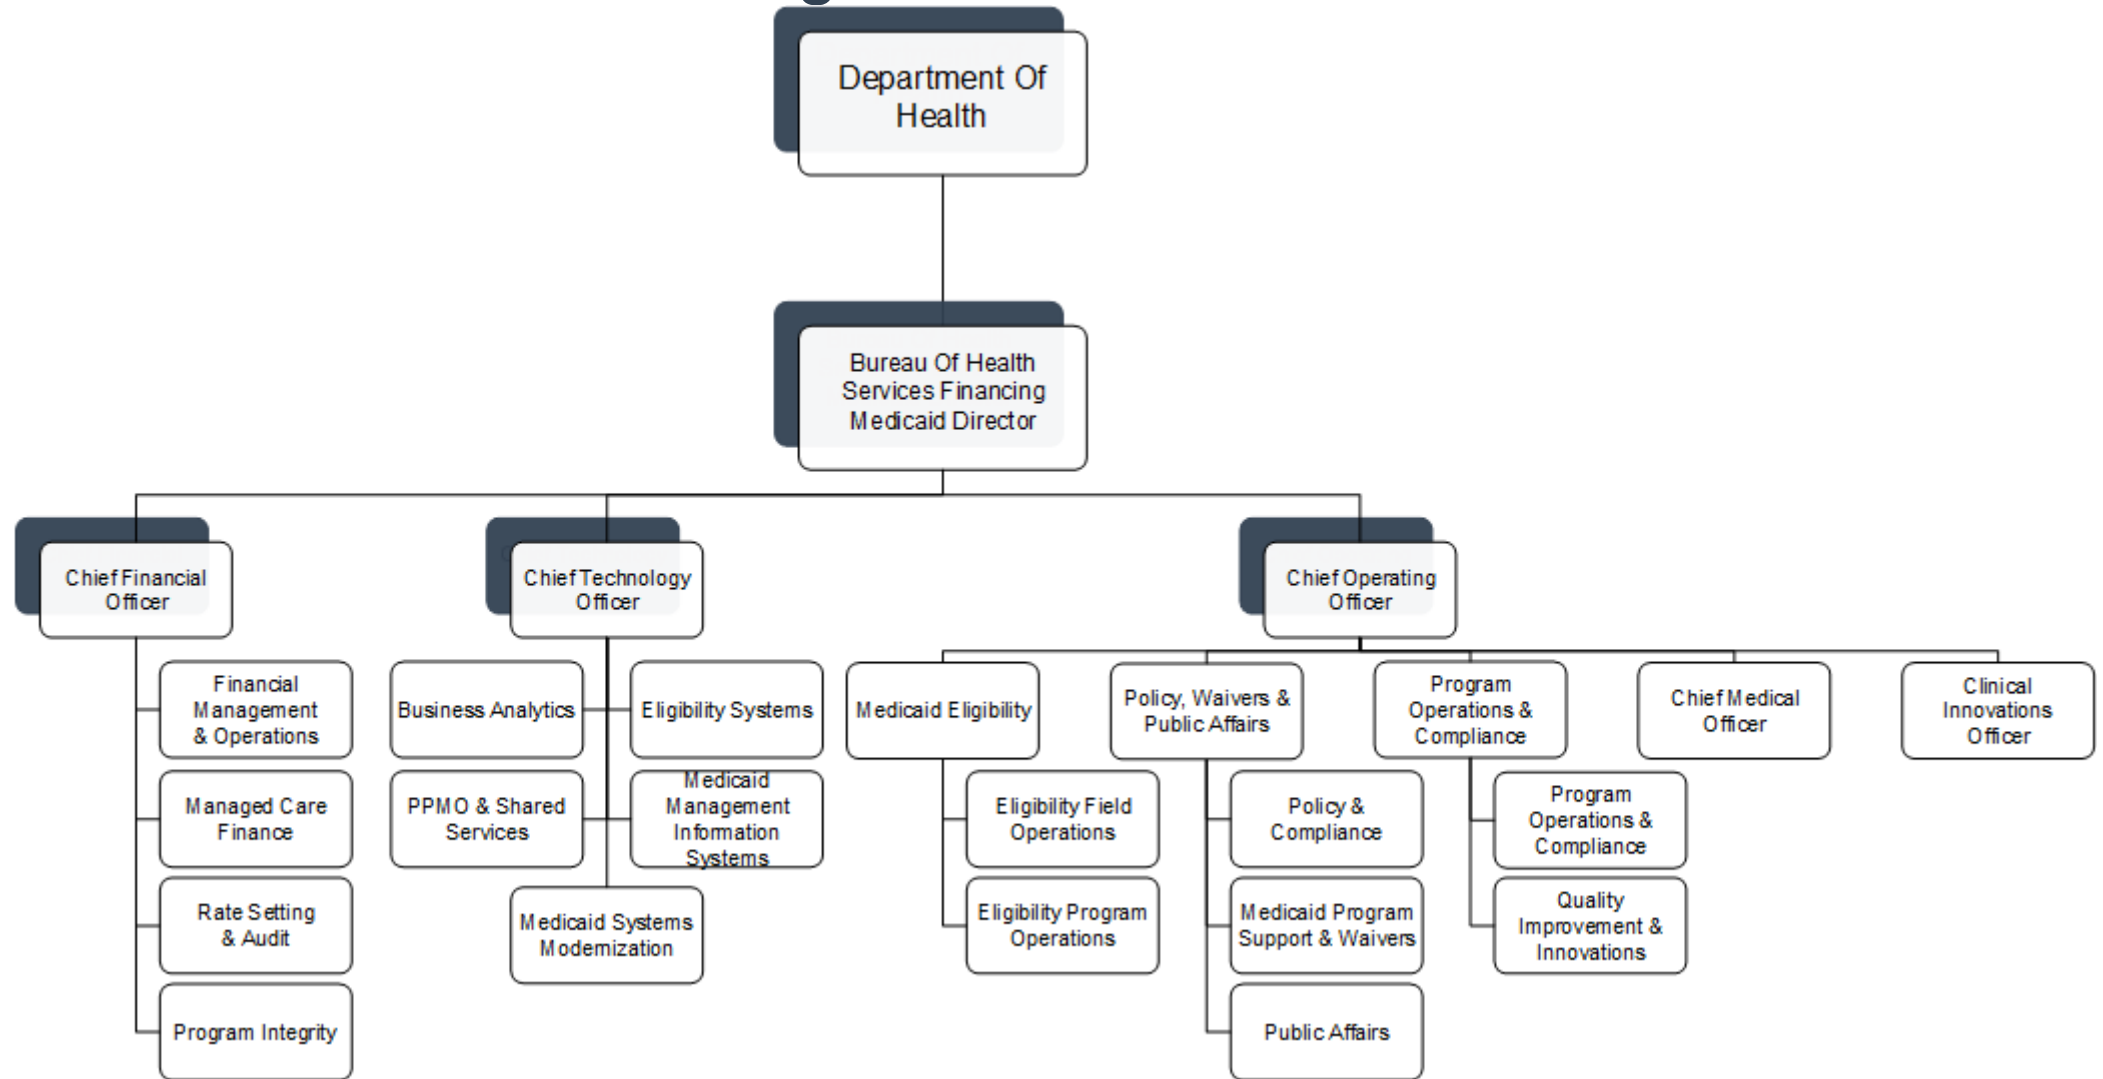 Department Of
Health
Bureau Of Health
Services Financing
Medicaid Director
Chief Financial
Officer
Chief Technology
Officer
Chief Operating
Officer
Financial
Management
& Operations
Managed Care
Finance
Rate Setting
& Audit
Program Integrity
Business Analytics
PPMO & Shared
Services
Eligibility Systems
Medicaid
Management
Information
Systems
Medicaid Systems
Modernization
Medicaid Eligibility
Eligibility Field
Operations
Eligibility Program
Operations
Policy, Waivers &
Public Affairs
Policy &
Compliance
Medicaid Program
Support & Waivers
Public Affairs
Program
Operations &
Compliance
Program
Operations &
Compliance
Quality
Improvement &
Innovations
Chief Medical
Officer
Clinical
Innovations
Officer